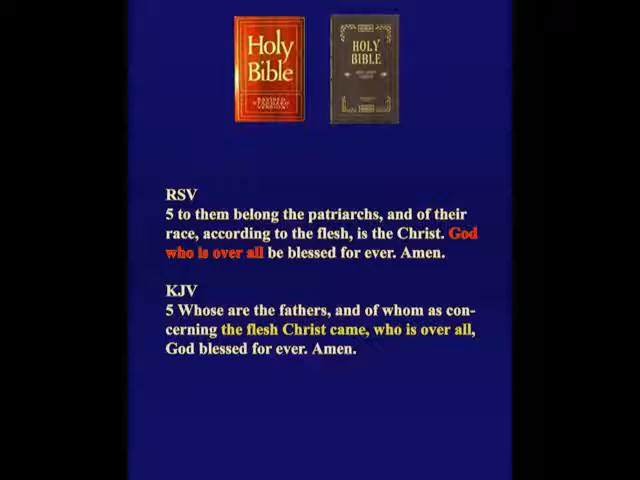 Holy
Bible
REVISED
STANDARD
VERSION
HOLY
BIBLE
RSV
5 to them belong the patriarchs, and of their
race, according to the flesh, is the Christ. God
who is over all be blessed for ever. Amen.
KJV
5 Whose are the fathers, and of whom as con-
cerning the flesh Christ came, who is over all,
God blessed for ever. Amen.